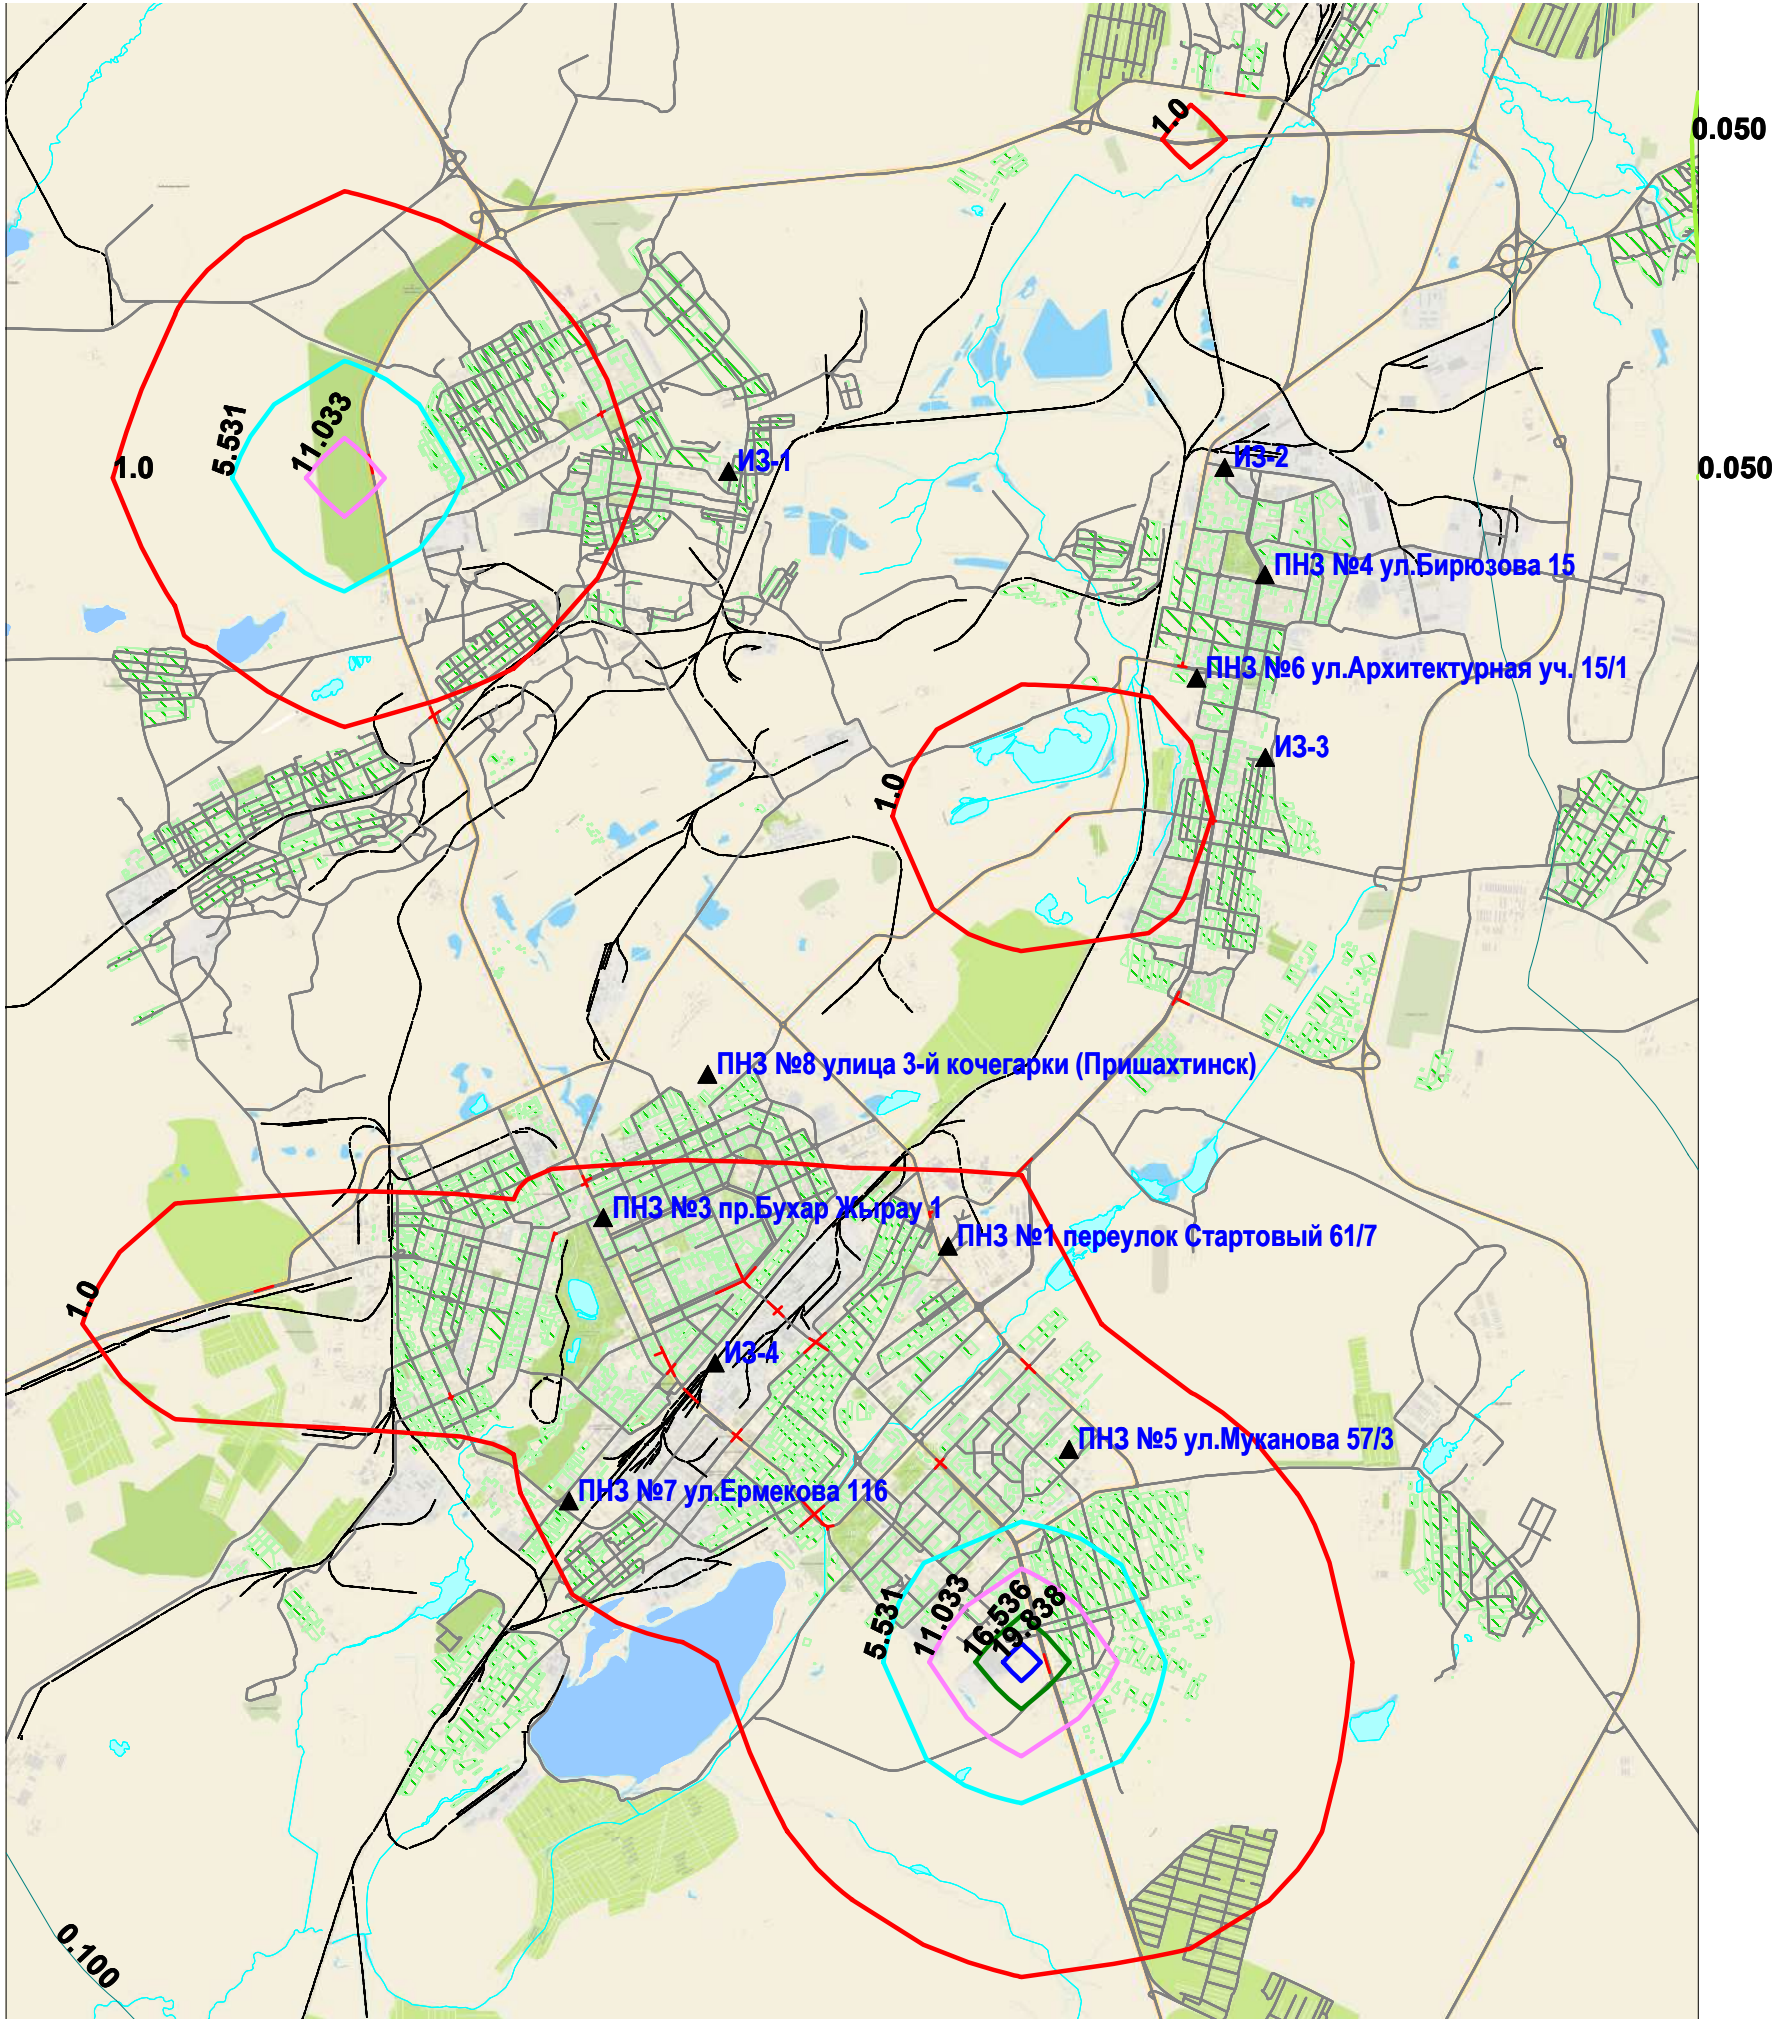 1.0
0.050
11.033
5.531
1.0
ИЗ-1
ИЗ-2
0.050
ПНЗ №4 ул.Бирюзова 15
ПНЗ №6 ул.Архитектурная уч. 15/1
ИЗ-3
1.0
ПНЗ №8 улица 3-й кочегарки (Пришахтинск)
ПНЗ №3 пр.Бухар Жырау 1
ПНЗ №1 переулок Стартовый 61/7
1.0
ИЗ-4
ПНЗ №5 ул.Муканова 57/3
ПНЗ №7 ул.Ермекова 116
5.531
11.033
16.536
19.838
0.100